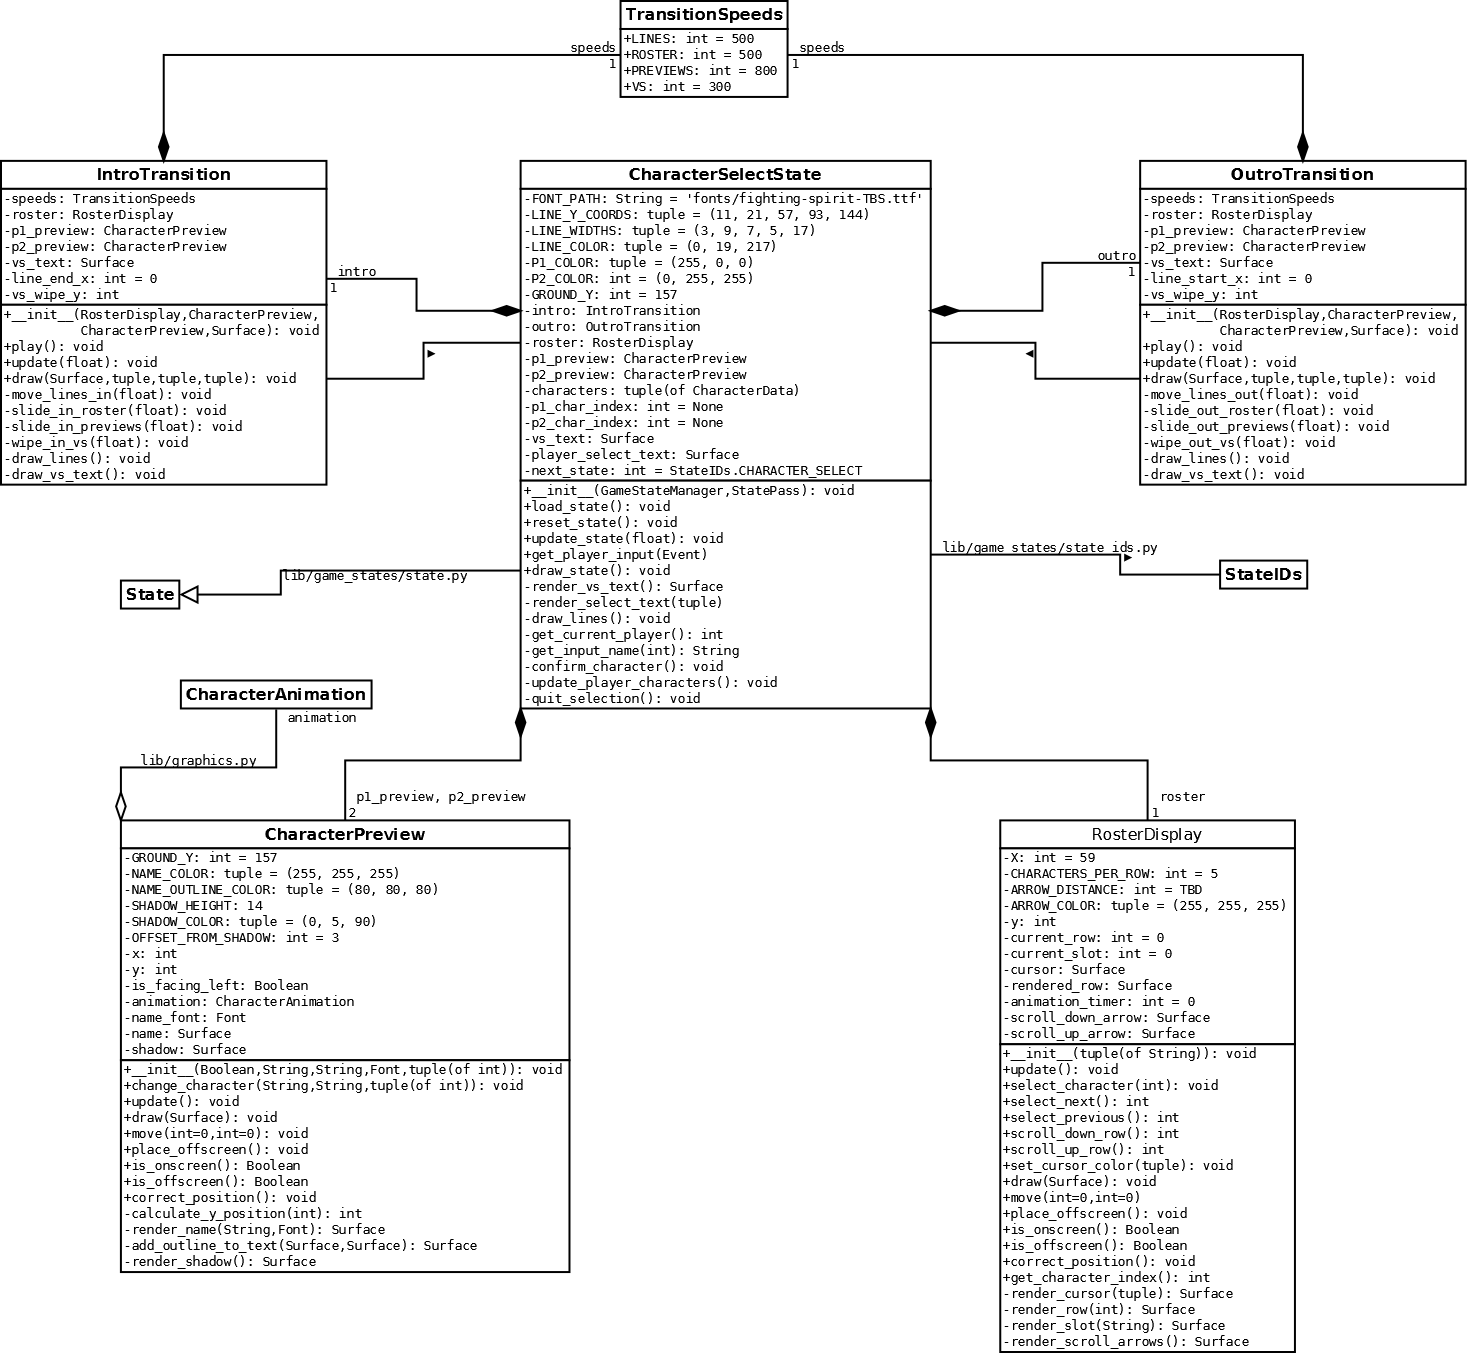 TransitionSpeeds
+LINES: int = 500
+ROSTER: int = 500
+PREVIEWS: int = 800
+VS: int = 300
speeds
1
speeds
1
IntroTransition
-speeds: TransitionSpeeds
-roster: RosterDisplay
-p1_preview: CharacterPreview
-p2_preview: CharacterPreview
-vs_text: Surface
-line_end_x: int = 0
-vs_wipe_y: int
+__init__(RosterDisplay,CharacterPreview,
CharacterPreview,Surface): void
+play(): void
+update(float): void
+draw(Surface,tuple,tuple,tuple): void
-move_lines_in(float): void
-slide_in_roster(float): void
-slide_in_previews(float): void
-wipe_in_vs(float): void
-draw_lines(): void
-draw_vs_text(): void
intro
1
CharacterSelectState
-FONT_PATH: String = 'fonts/fighting-spirit-TBS.ttf'
-LINE_Y_COORDS: tuple = (11, 21, 57, 93, 144)
-LINE_WIDTHS: tuple = (3, 9, 7, 5, 17)
-LINE_COLOR: tuple = (0, 19, 217)
-P1_COLOR: tuple = (255, 0, 0)
-P2_COLOR: int = (0, 255, 255)
-GROUND_Y: int = 157
-intro: IntroTransition
-outro: OutroTransition
-roster: RosterDisplay
-p1_preview: CharacterPreview
-p2_preview: CharacterPreview
-characters: tuple(of CharacterData)
-p1_char_index: int = None
-p2_char_index: int = None
-vs_text: Surface
-player_select_text: Surface
-next_state: int = StateIDs.CHARACTER_SELECT
+__init__(GameStateManager,StatePass): void
+load_state(): void
+reset_state(): void
+update_state(float): void
+get_player_input(Event)
+draw_state(): void
-render_vs_text(): Surface
-render_select_text(tuple)
-draw_lines(): void
-get_current_player(): int
-get_input_name(int): String
-confirm_character(): void
-update_player_characters(): void
-quit_selection(): void
outro
1
OutroTransition
-speeds: TransitionSpeeds
-roster: RosterDisplay
-p1_preview: CharacterPreview
-p2_preview: CharacterPreview
-vs_text: Surface
-line_start_x: int = 0
-vs_wipe_y: int
+__init__(RosterDisplay,CharacterPreview,
CharacterPreview,Surface): void
+play(): void
+update(float): void
+draw(Surface,tuple,tuple,tuple): void
-move_lines_out(float): void
-slide_out_roster(float): void
-slide_out_previews(float): void
-wipe_out_vs(float): void
-draw_lines(): void
-draw_vs_text(): void
lib/game_states/state_ids.py
StateIDs
lib/game_states/state.py
State
CharacterAnimation
animation
lib/graphics.py
p1_preview, p2_preview
2
roster
1
CharacterPreview
-GROUND_Y: int = 157
-NAME_COLOR: tuple = (255, 255, 255)
-NAME_OUTLINE_COLOR: tuple = (80, 80, 80)
-SHADOW_HEIGHT: 14
-SHADOW_COLOR: tuple = (0, 5, 90)
-OFFSET_FROM_SHADOW: int = 3
-x: int
-y: int
-is_facing_left: Boolean
-animation: CharacterAnimation
-name_font: Font
-name: Surface
-shadow: Surface
+__init__(Boolean,String,String,Font,tuple(of int)): void
+change_character(String,String,tuple(of int)): void
+update(): void
+draw(Surface): void
+move(int=0,int=0): void
+place_offscreen(): void
+is_onscreen(): Boolean
+is_offscreen(): Boolean
+correct_position(): void
-calculate_y_position(int): int
-render_name(String,Font): Surface
-add_outline_to_text(Surface,Surface): Surface
-render_shadow(): Surface
RosterDisplay
-X: int = 59
-CHARACTERS_PER_ROW: int = 5
-ARROW_DISTANCE: int = TBD
-ARROW_COLOR: tuple = (255, 255, 255)
-y: int
-current_row: int = 0
-current_slot: int = 0
-cursor: Surface
-rendered_row: Surface
-animation_timer: int = 0
-scroll_down_arrow: Surface
-scroll_up_arrow: Surface
+__init__(tuple(of String)): void
+update(): void
+select_character(int): void
+select_next(): int
+select_previous(): int
+scroll_down_row(): int
+scroll_up_row(): int
+set_cursor_color(tuple): void
+draw(Surface): void
+move(int=0,int=0)
+place_offscreen(): void
+is_onscreen(): Boolean
+is_offscreen(): Boolean
+correct_position(): void
+get_character_index(): int
-render_cursor(tuple): Surface
-render_row(int): Surface
-render_slot(String): Surface
-render_scroll_arrows(): Surface